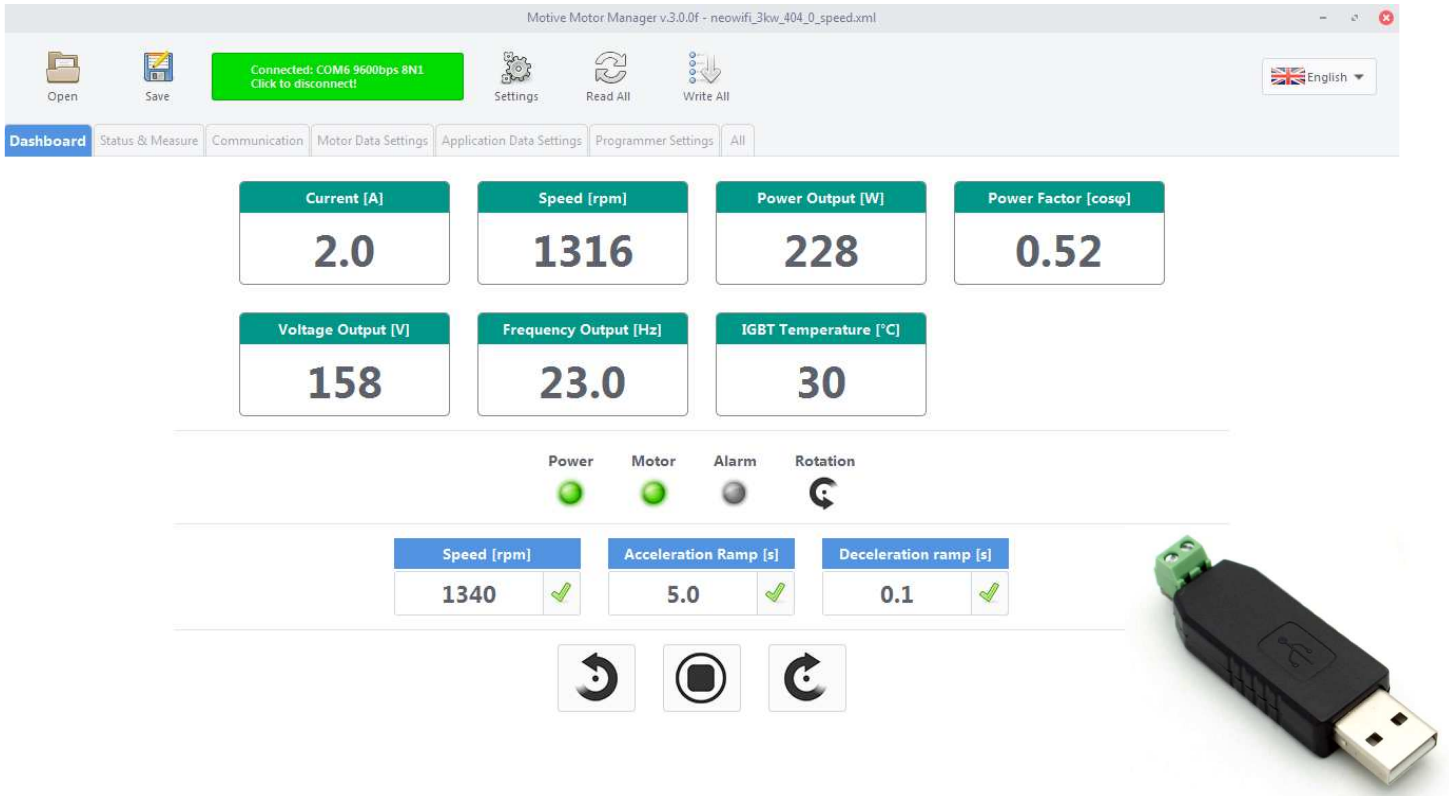 Motive Motor Manager v.3.0.0f - neowifi_3kw_404_0_speed.xml
Open
Save
Connected: COM6 9600bps 8N1
Click to disconnect!
Settings
Read All
Write All
English
Dashboard
Status & Measure
Communication
Motor Data Settings
Application Data Settings
Programmer Settings
All
Current [A]
Speed [rpm]
Power Output [W]
Power Factor [cosφ]
2.0
1316
228
0.52
Voltage Output [V]
Frequency Output [Hz]
IGBT Temperature [°C]
158
23.0
30
Power
Motor
Alarm
Rotation
Speed [rpm]
Acceleration Ramp [s]
Deceleration ramp [s]
1340
5.0
0.1